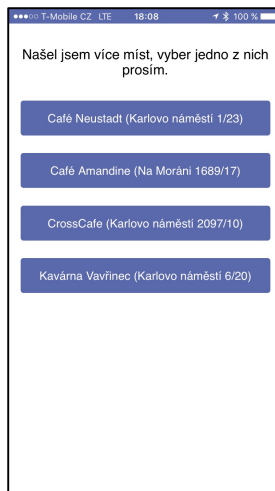 T-Mobile CZ LTE 18:08 100 %
Našel jsem více míst, vyber jedno z nich
prosím.
Café Neustadt (Karlovo náměstí 1/23)
Café Amandine (Na Moráni 1689/17)
CrossCafe (Karlovo náměstí 2097/10)
Kavárna Vavřinec (Karlovo náměstí 6/20)